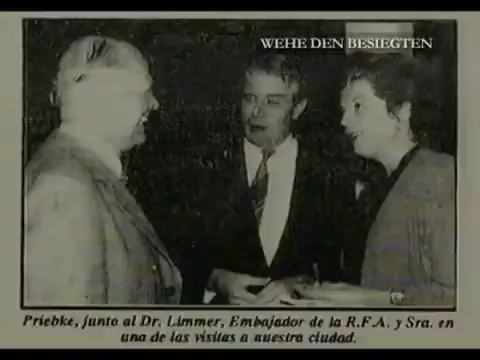 WEHE DEN BESIEGTEN
Priebke, junto al Dr. Limmer, Embajador de la R.F.A. y Sra. en
una de las visitas a nuestra ciudad.